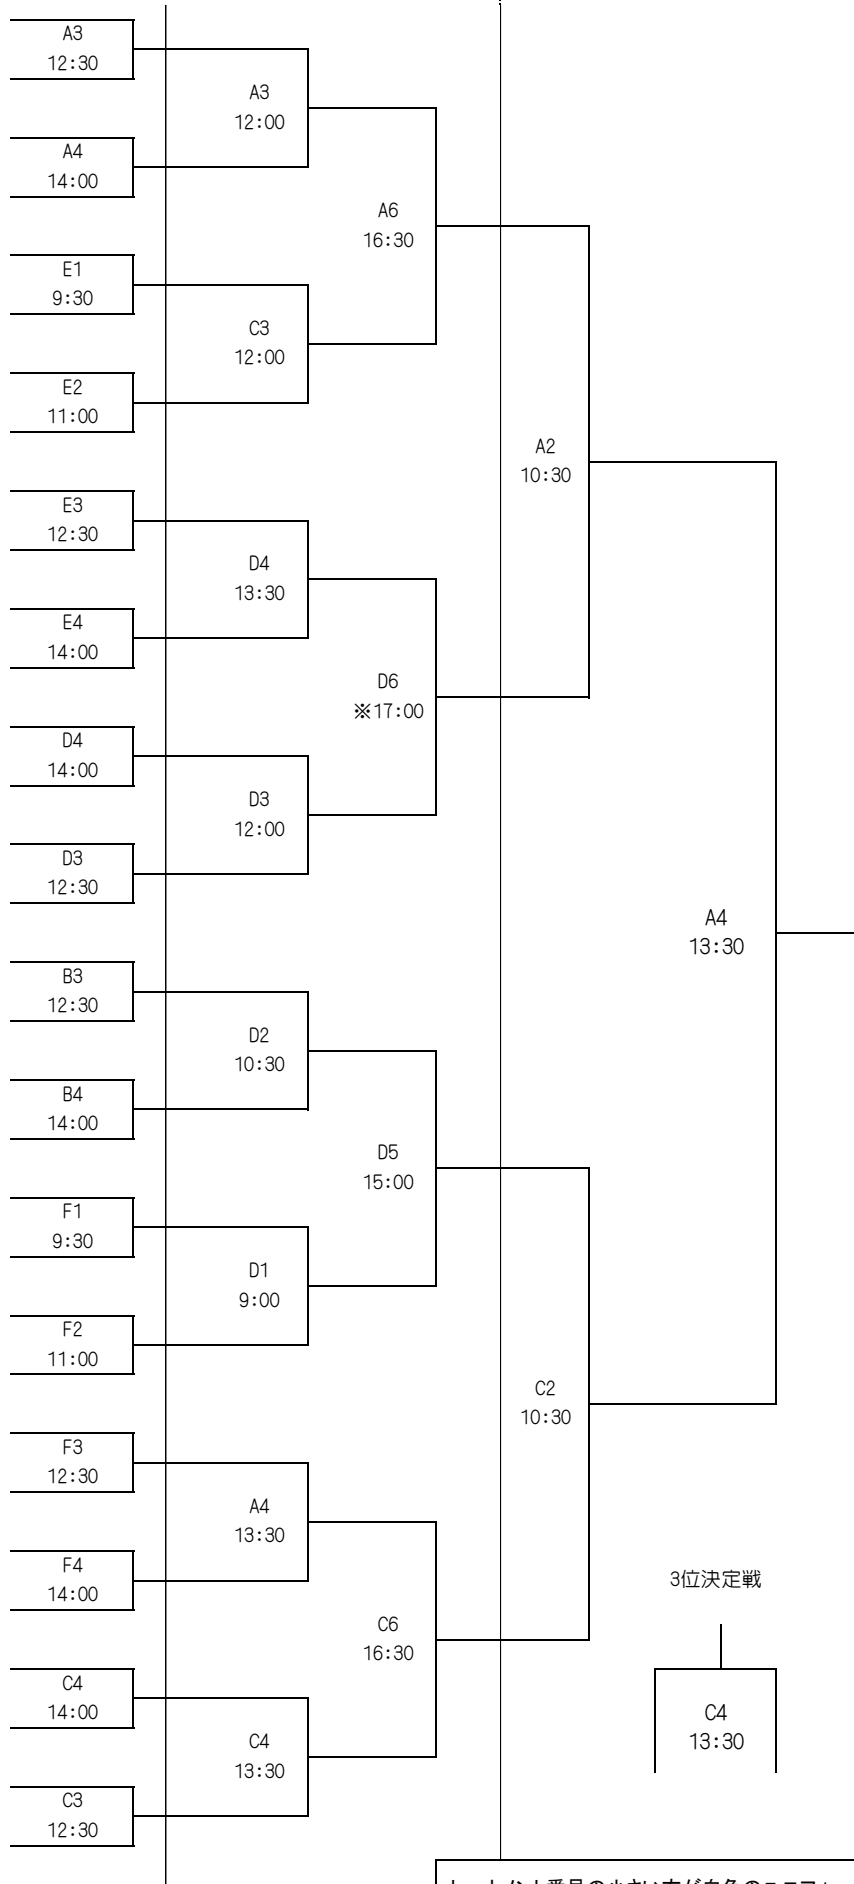 A3
12:30
A4
14:00
E1
9:30
E2
11:00
E3
12:30
E4
14:00
D4
14:00
D3
12:30
B3
12:30
B4
14:00
F1
9:30
F2
11:00
F3
12:30
F4
14:00
C4
14:00
C3
12:30
A3
12:00
C3
12:00
D4
13:30
D3
12:00
D2
10:30
D1
9:00
A4
13:30
C4
13:30
A6
16:30
D6
※17:00
D5
15:00
C6
16:30
A2
10:30
C2
10:30
A4
13:30
3位決定戦
C4
13:30